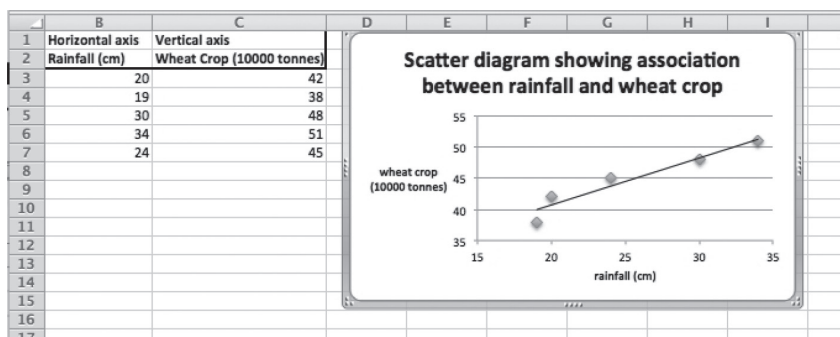 B C D E F G H I
1 Horizontal axis Vertical axis
2 Rainfall (cm) Wheat Crop (10000 tonnes)
3 20 42
4 19 38
5 30 48
6 34 51
7 24 45
8
9
10
11
12
13
14
15
16
17
Scatter diagram showing association
between rainfall and wheat crop
55
50
wheat crop
(10000 tonnes)
45
40
35
15 20 25 30 35
rainfall (cm)